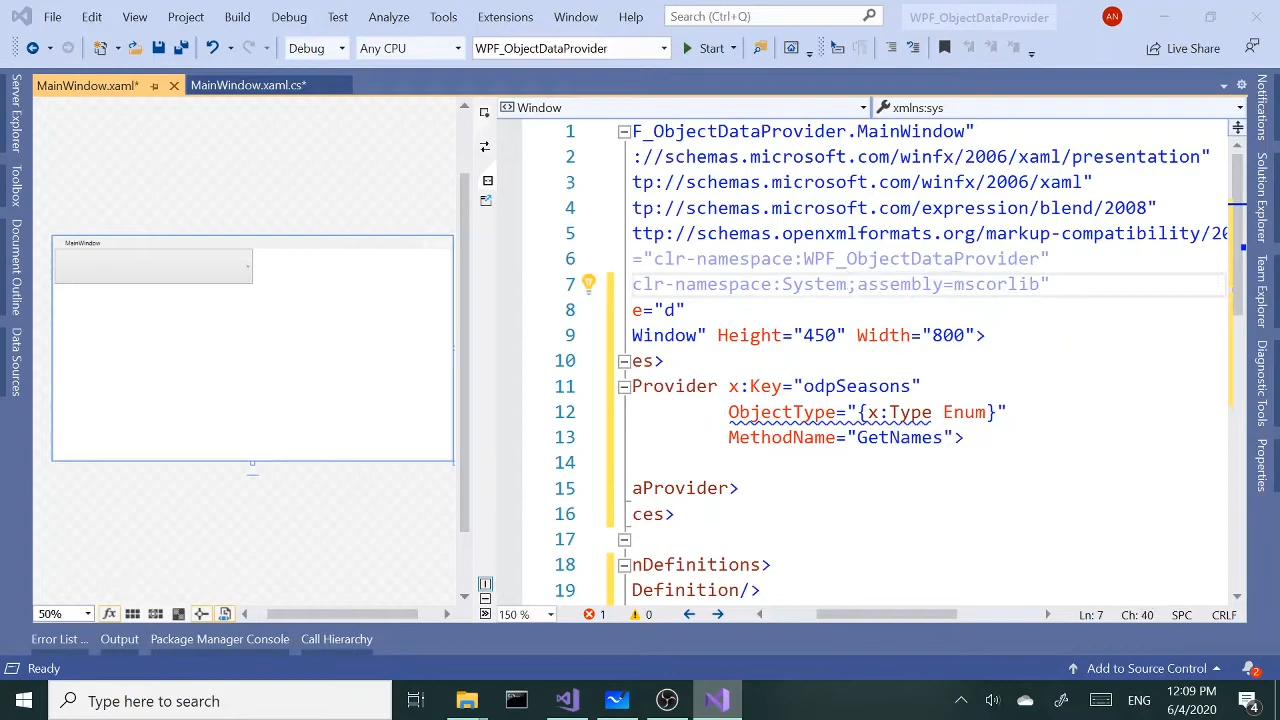 File Edit View Project Build Debug Test Analyze Tools Extensions Window Help Search (Ctrl+Q) WPF_ObjectDataProvider AN
Debug Any CPU WPF_ObjectDataProvider Start Live Share
MainWindow.xaml* MainWindow.xaml.cs*
Server Explorer
Toolbox
Document Outline
Data Sources
MainWindow
Window xmlns:sys
1 F_ObjectDataProvider.MainWindow"
2 ://schemas.microsoft.com/winfx/2006/xaml/presentation"
3 tp://schemas.microsoft.com/winfx/2006/xaml"
4 tp://schemas.microsoft.com/expression/blend/2008"
5 ttp://schemas.openxmlformats.org/markup-compatibility/20
6 ="clr-namespace:WPF_ObjectDataProvider"
7 clr-namespace:System;assembly=mscorlib"
8 e="d"
9 Window" Height="450" Width="800">
10 es>
11 Provider x:Key="odpSeasons"
12 ObjectType="{x:Type Enum}"
13 MethodName="GetNames">
14
15 aProvider>
16 ces>
17
18 nDefinitions>
19 Definition/>
Notifications
Solution Explorer
Team Explorer
Diagnostic Tools
Properties
50% fx 150 % 1 0 Ln: 7 Ch: 40 SPC CRLF
Error List ... Output Package Manager Console Call Hierarchy
Ready Add to Source Control 2
Type here to search ENG 12:09 PM 6/4/2020 4